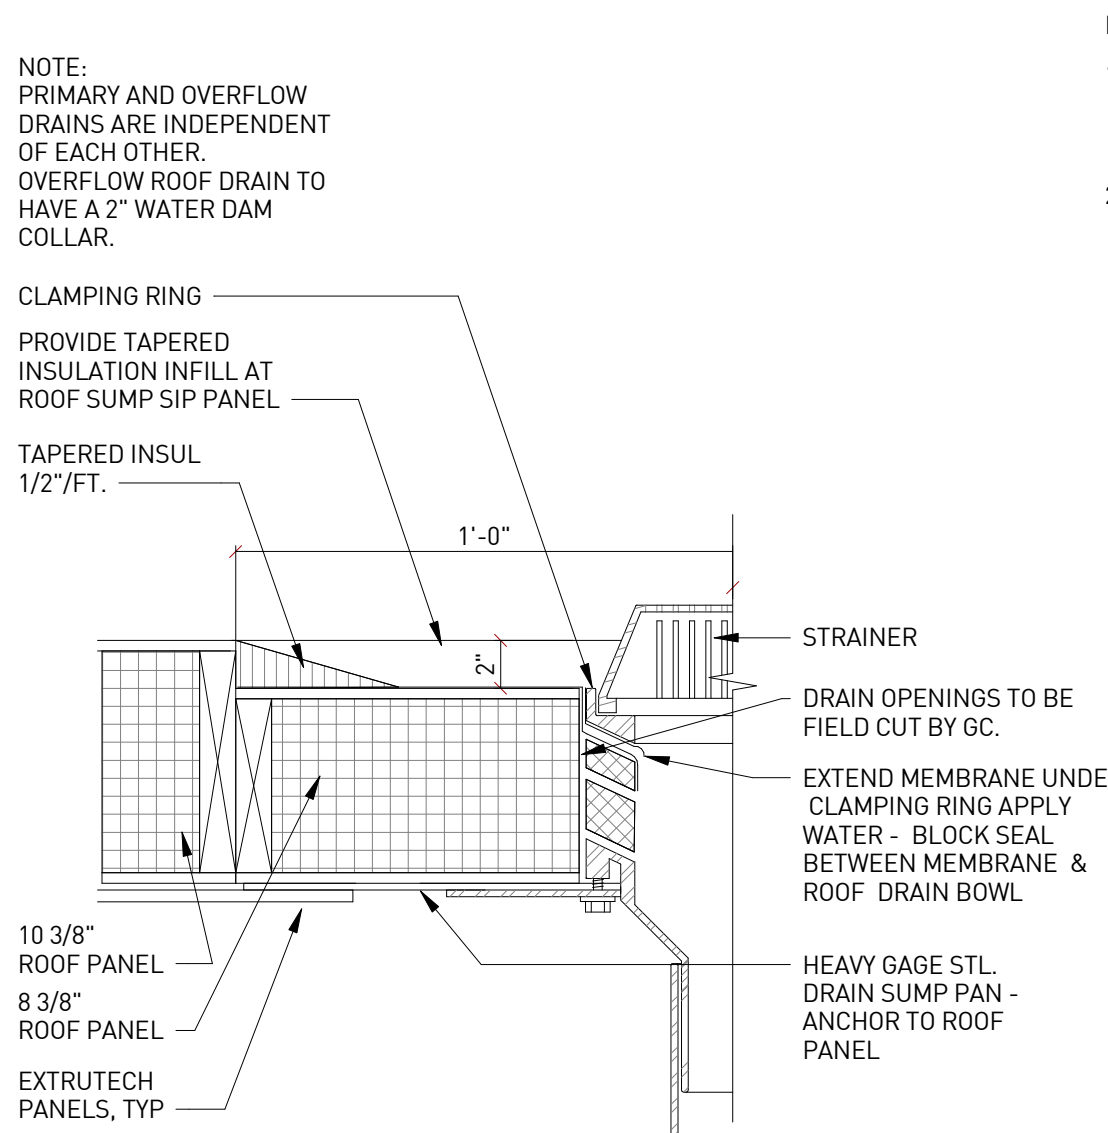 NOTE:
PRIMARY AND OVERFLOW
DRAINS ARE INDEPENDENT
OF EACH OTHER.
OVERFLOW ROOF DRAIN TO
HAVE A 2" WATER DAM
COLLAR.
CLAMPING RING
PROVIDE TAPERED
INSULATION INFILL AT
ROOF SUMP SIP PANEL
TAPERED INSUL
1/2"/FT.
1'-0"
2"
STRAINER
DRAIN OPENINGS TO BE
FIELD CUT BY GC.
EXTEND MEMBRANE UNDE
CLAMPING RING APPLY
WATER - BLOCK SEAL
BETWEEN MEMBRANE &
ROOF DRAIN BOWL
10 3/8"
ROOF PANEL
8 3/8"
ROOF PANEL
EXTRUTECH
PANELS, TYP
HEAVY GAGE STL.
DRAIN SUMP PAN -
ANCHOR TO ROOF
PANEL